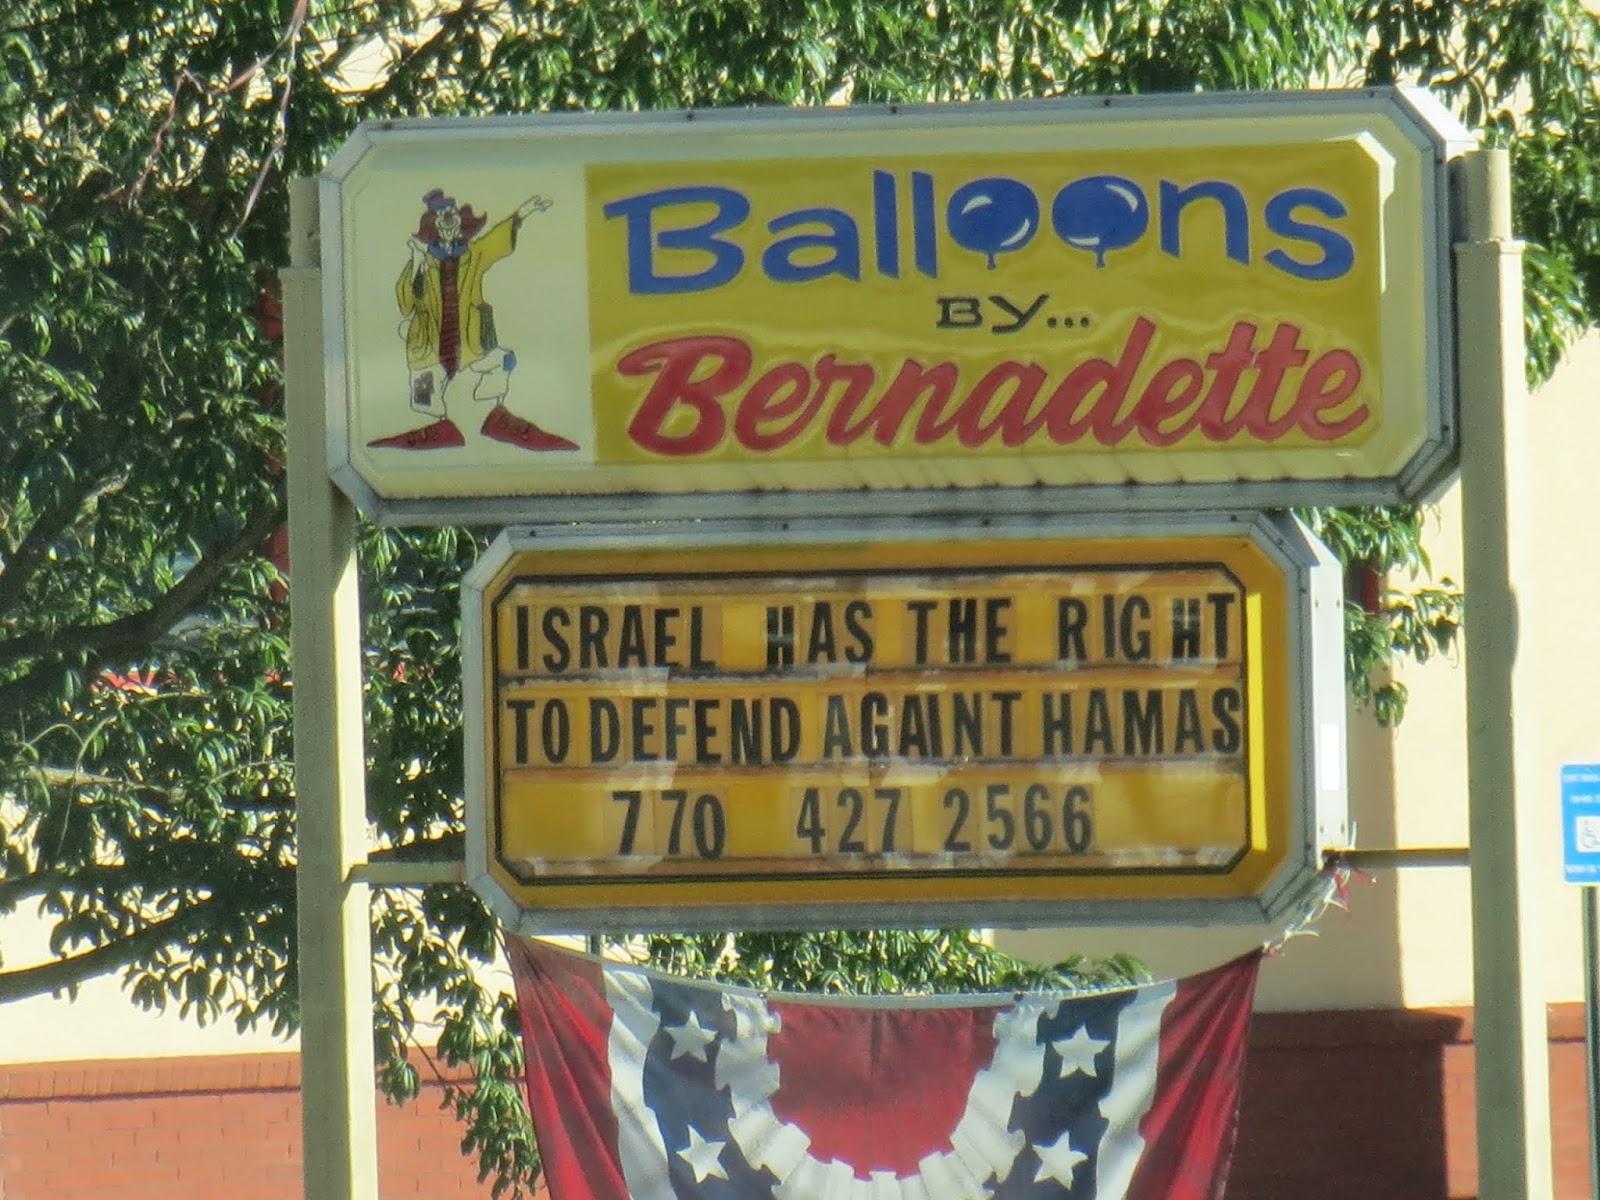 Balloons
BY...
Bernadette
ISRAEL HAS THE RIGHT
TO DEFEND AGAINT HAMAS
770 427 2566